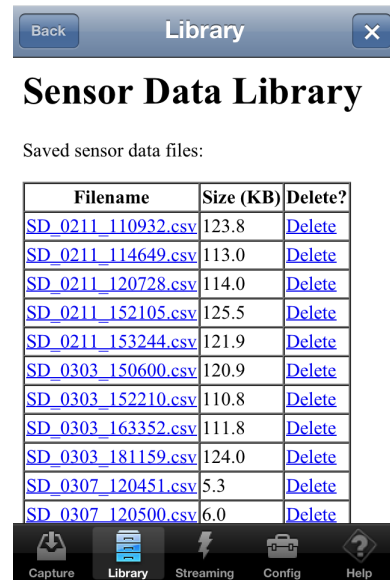 Back Library ×
Sensor Data Library
Saved sensor data files:
Filename Size (KB) Delete?
SD_0211_110932.csv 123.8 Delete
SD_0211_114649.csv 113.0 Delete
SD_0211_120728.csv 114.0 Delete
SD_0211_152105.csv 125.5 Delete
SD_0211_153244.csv 121.9 Delete
SD_0303_150600.csv 120.9 Delete
SD_0303_152210.csv 110.8 Delete
SD_0303_163352.csv 111.8 Delete
SD_0303_181159.csv 124.0 Delete
SD_0307_120451.csv 5.3 Delete
SD_0307_120500.csv 6.0 Delete
Capture Library Streaming Config Help